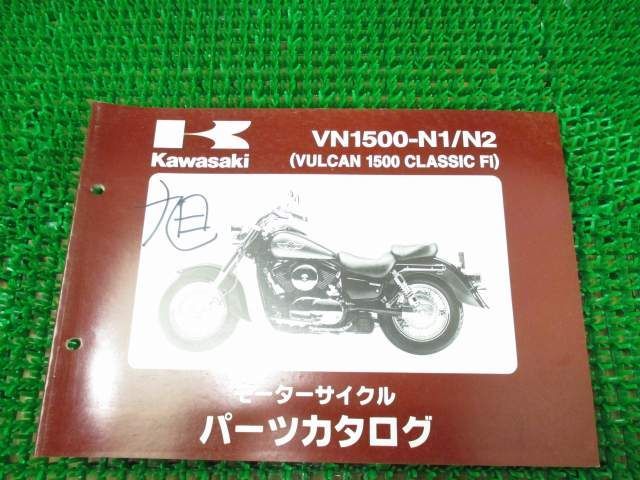 Kawasaki
VN1500-N1/N2
(VULCAN 1500 CLASSIC FI)
旭
モーターサイクル
パーツカタログ